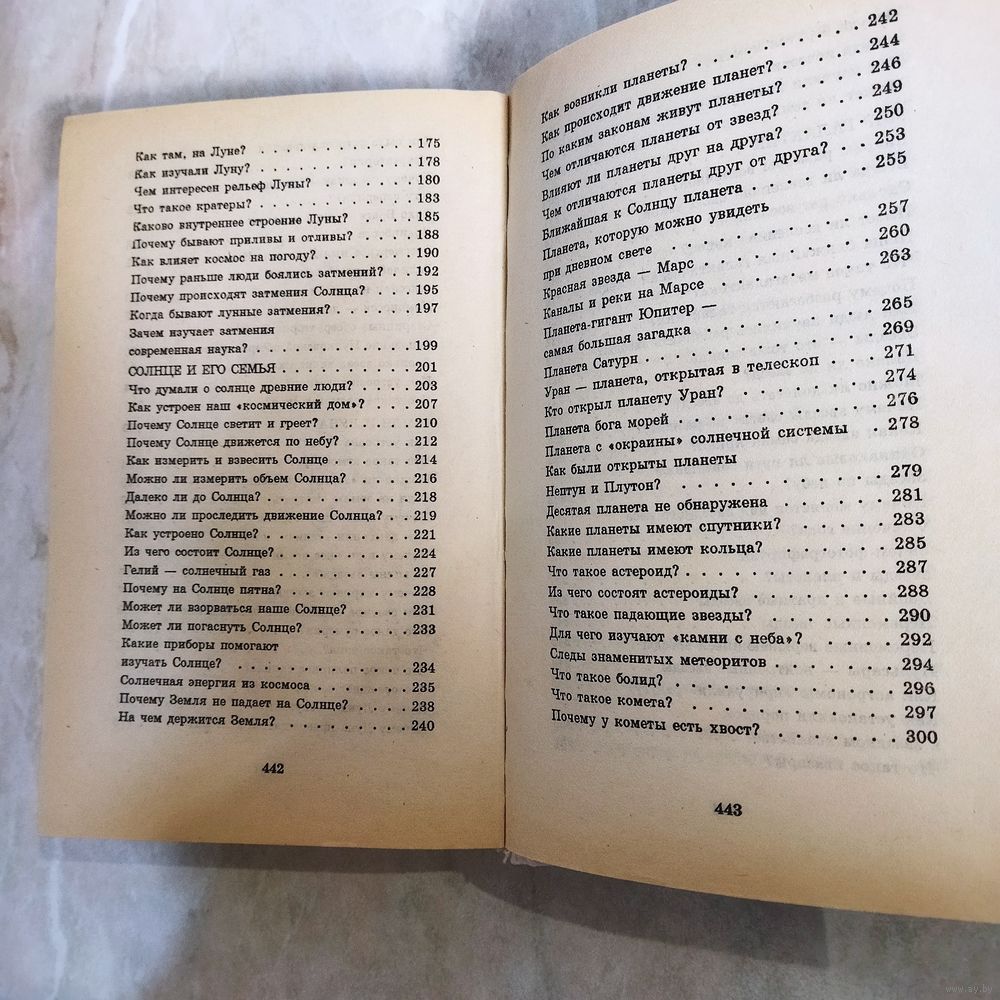 Как там, на Луне? . . . . . . . . . . . 175
Как изучали Луну? . . . . . . . . . . . 178
Чем интересен рельеф Луны? . . . . . . 180
Что такое кратеры? . . . . . . . . . . . 183
Каково внутреннее строение Луны? . . . . 185
Почему бывают приливы и отливы? . . . . 188
Как влияет космос на погоду? . . . . . . 190
Почему раньше люди боялись затмений? . . 192
Почему происходят затмения Солнца? . . . 195
Когда бывают лунные затмения? . . . . . 197
Зачем изучает затмения
современная наука? . . . . . . . . . . . 199
СОЛНЦЕ И ЕГО СЕМЬЯ . . . . . . . . . 201
Что думали о солнце древние люди? . . . . 203
Как устроен наш «космический дом»? . . . 207
Почему Солнце светит и греет? . . . . . . 210
Почему Солнце движется по небу? . . . . . 212
Как измерить и взвесить Солнце . . . . . 214
Можно ли измерить объем Солнца? . . . . 216
Далеко ли до Солнца? . . . . . . . . . . 218
Можно ли проследить движение Солнца? . . 219
Как устроено Солнце? . . . . . . . . . . 221
Из чего состоит Солнце? . . . . . . . . . 224
Гелий — солнечный газ . . . . . . . . . 227
Почему на Солнце пятна? . . . . . . . . 228
Может ли взорваться наше Солнце? . . . . 231
Может ли погаснуть Солнце? . . . . . . . 233
Какие приборы помогают
изучать Солнце? . . . . . . . . . . . . 234
Солнечная энергия из космоса . . . . . . 235
Почему Земля не падает на Солнце? . . . . 238
На чем держится Земля? . . . . . . . . . 240
442
Как возникли планеты? . . . . . . . . . 242
Как происходит движение планет? . . . . 244
По каким законам живут планеты? . . . . 246
Чем отличаются планеты от звезд? . . . . 249
Влияют ли планеты друг на друга? . . . . 250
Чем отличаются планеты друг от друга? . . 253
Ближайшая к Солнцу планета . . . . . . 255
Планета, которую можно увидеть
при дневном свете . . . . . . . . . . . 257
Красная звезда — Марс . . . . . . . . . 260
Каналы и реки на Марсе . . . . . . . . 263
Планета-гигант Юпитер —
самая большая загадка . . . . . . . . . 265
Планета Сатурн . . . . . . . . . . . . 269
Уран — планета, открытая в телескоп . . . 271
Кто открыл планету Уран? . . . . . . . 274
Планета бога морей . . . . . . . . . . 276
Планета с «окраины» солнечной системы . 278
Как были открыты планеты
Нептун и Плутон? . . . . . . . . . . . 279
Десятая планета не обнаружена . . . . . 281
Какие планеты имеют спутники? . . . . . 283
Какие планеты имеют кольца? . . . . . . 285
Что такое астероид? . . . . . . . . . . 287
Из чего состоят астероиды? . . . . . . . 288
Что такое падающие звезды? . . . . . . 290
Для чего изучают «камни с неба»? . . . . 292
Следы знаменитых метеоритов . . . . . . 294
Что такое болид? . . . . . . . . . . . 296
Что такое комета? . . . . . . . . . . 297
Почему у кометы есть хвост? . . . . . . 300
443
www.ay.by